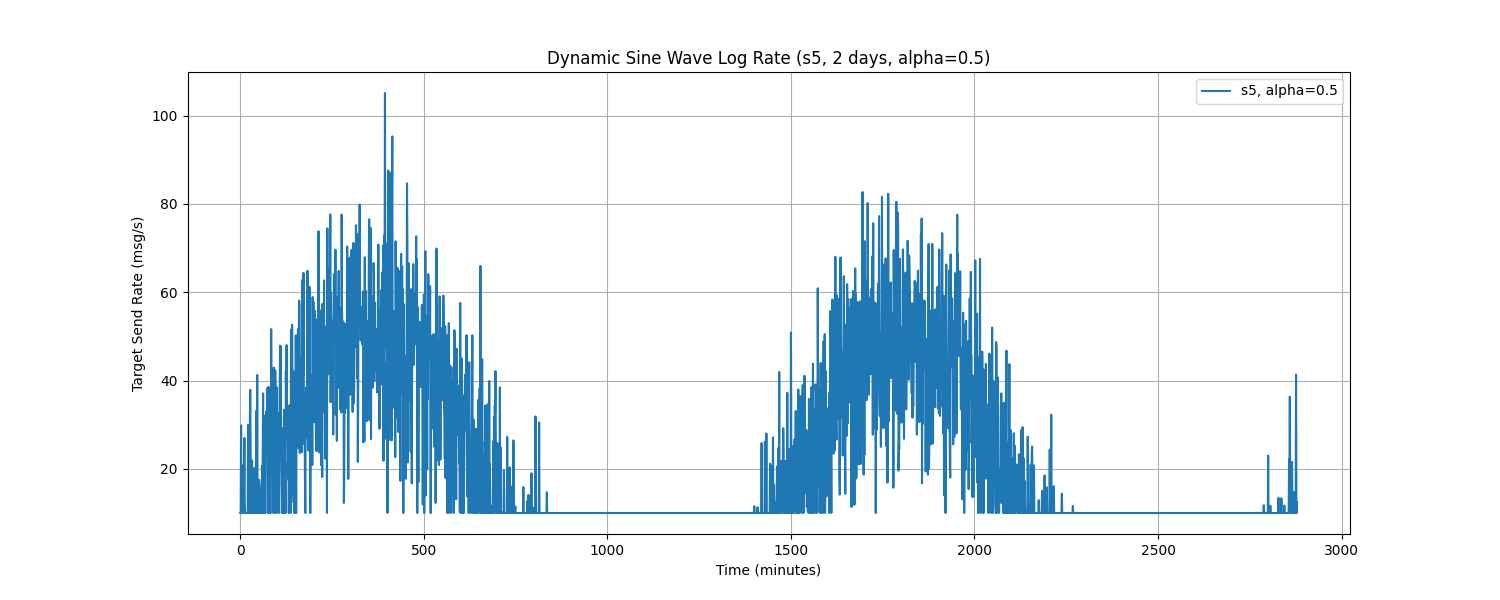 Dynamic Sine Wave Log Rate (s5, 2 days, alpha=0.5)
s5, alpha=0.5
Target Send Rate (msg/s)
100
80
60
40
20
0 500 1000 1500 2000 2500 3000
Time (minutes)